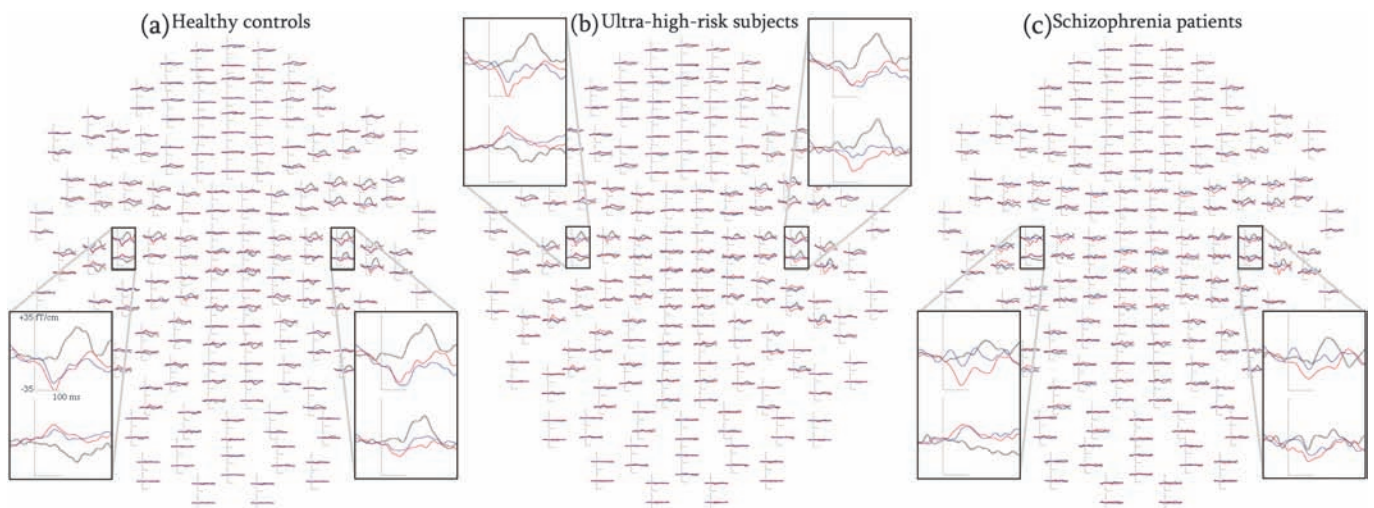 (a) Healthy controls
(b) Ultra-high-risk subjects
(c) Schizophrenia patients
+35 fT/cm
-35
100 ms